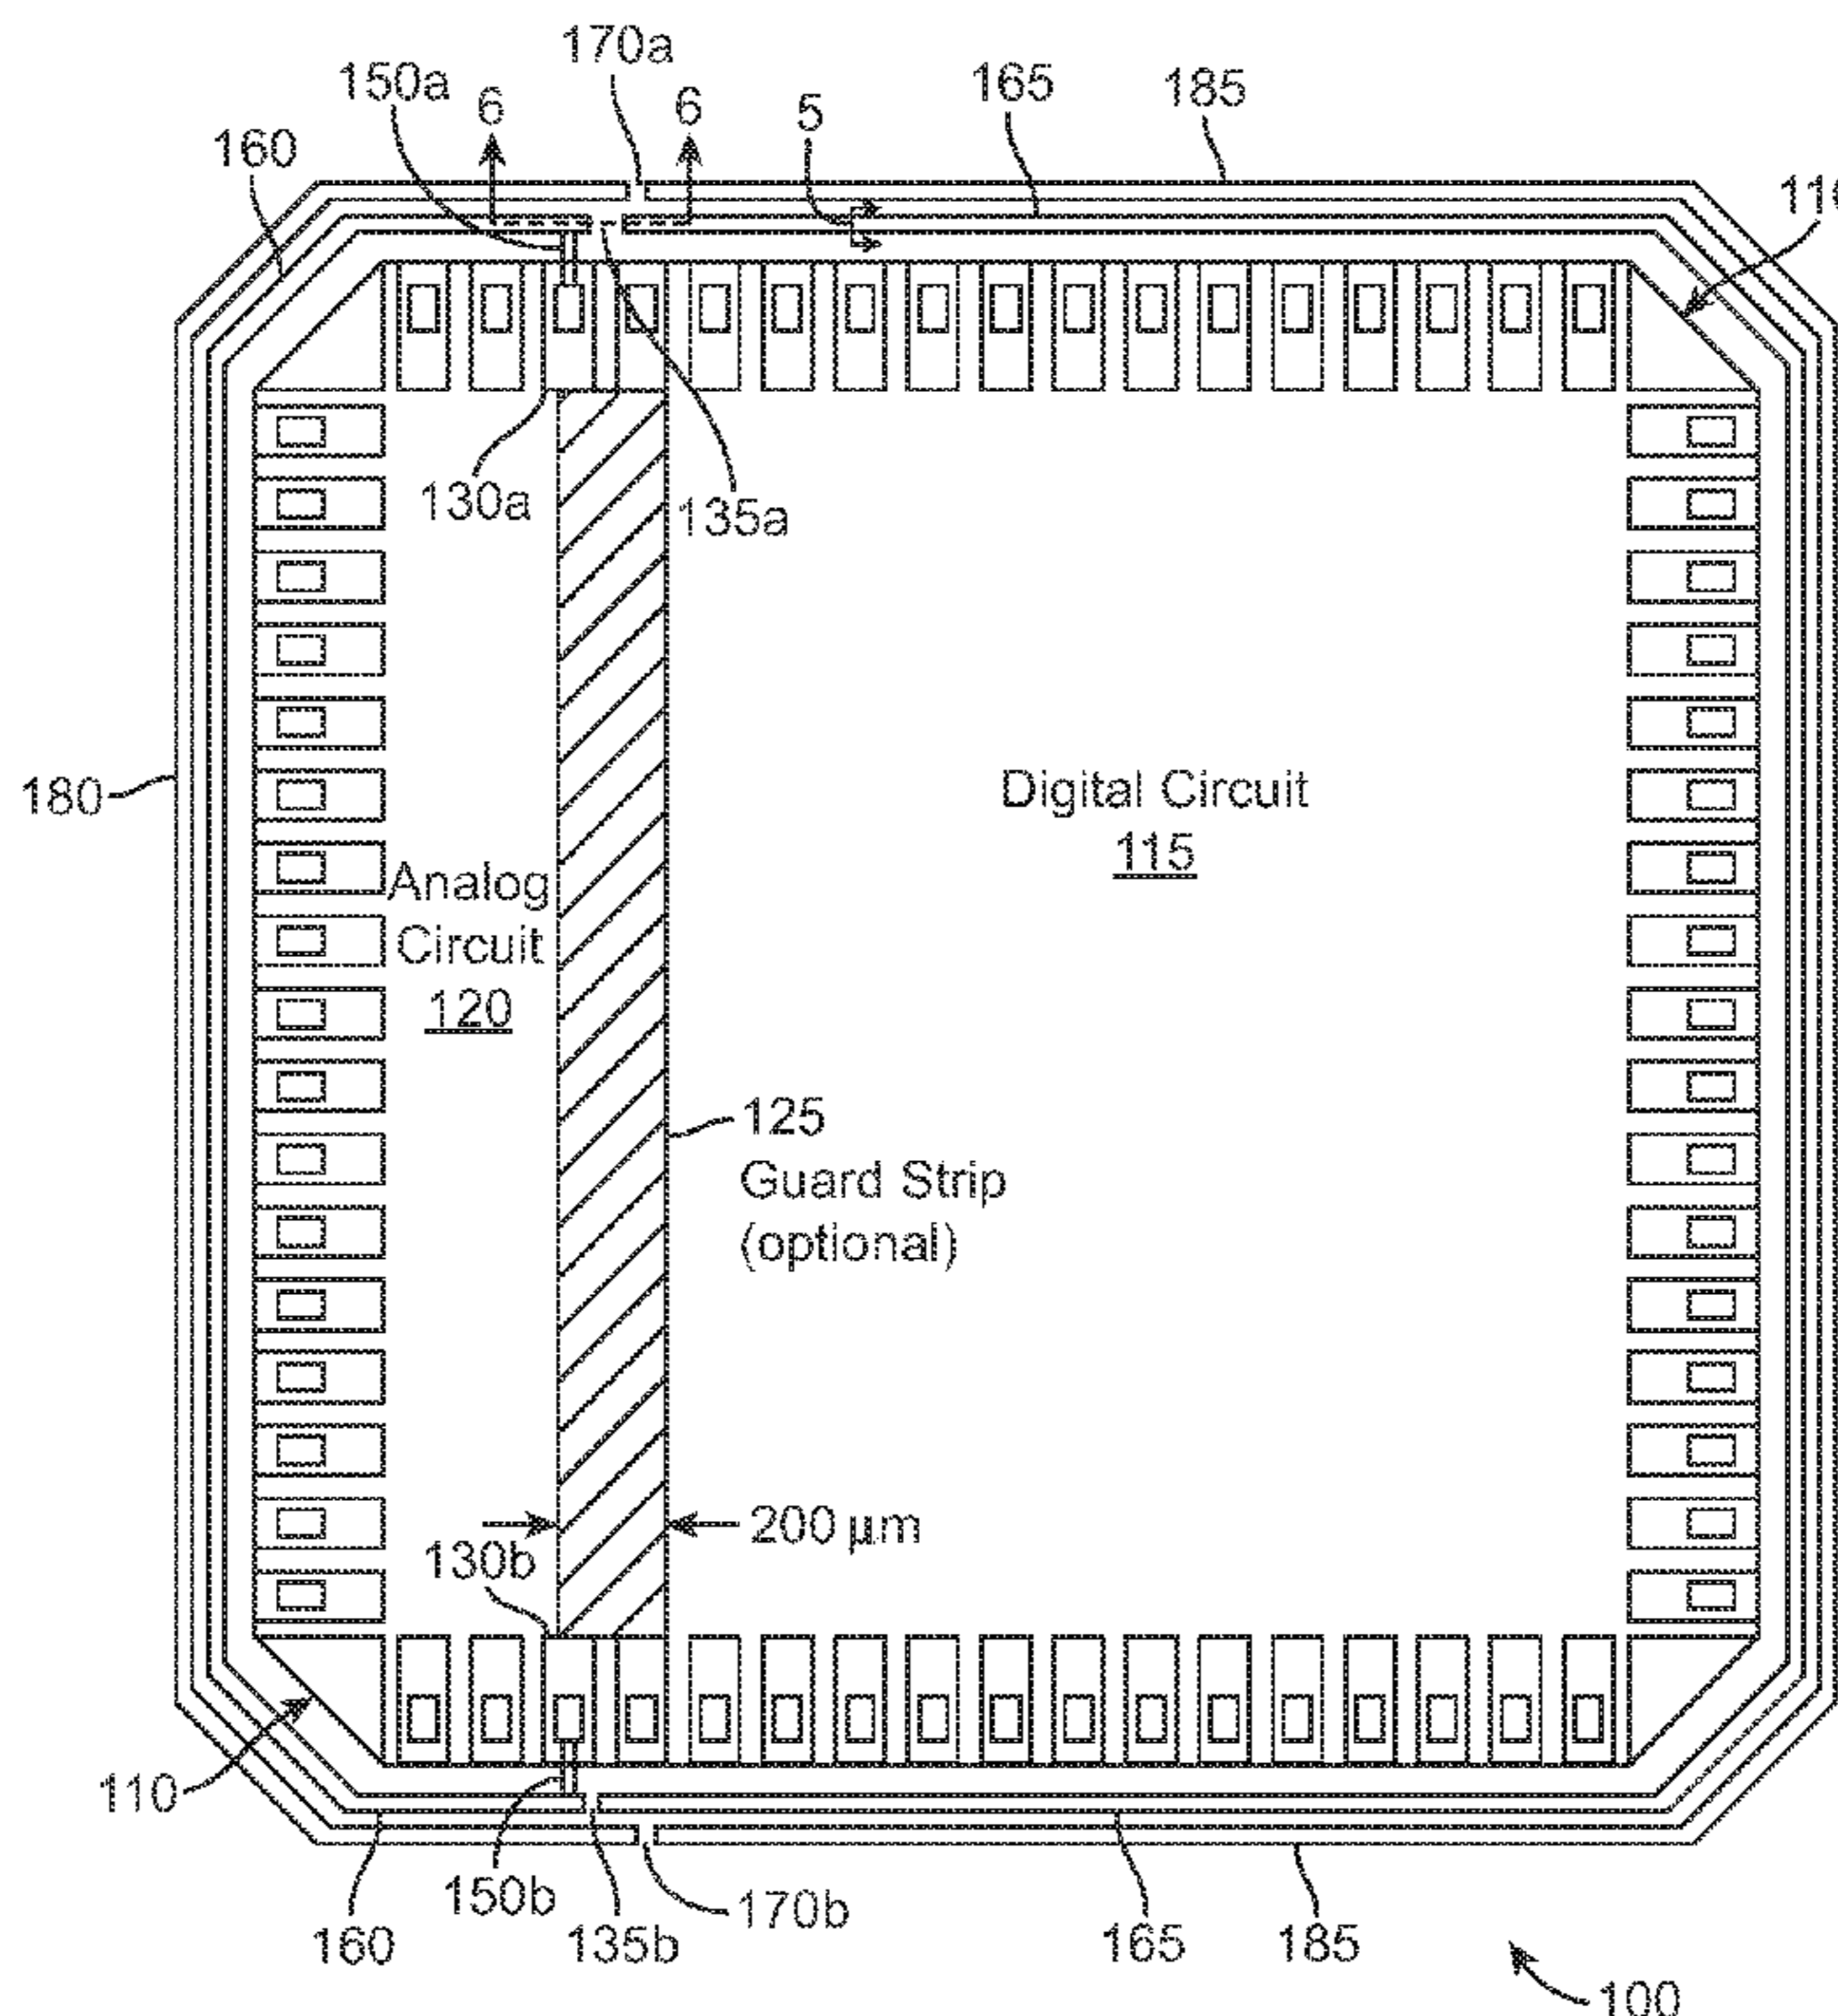 170a
150a
165
185
6
6
5
160
110
130a
135a
180
Digital Circuit
115
Analog
Circuit
120
125
Guard Strip
(optional)
200 μm
130b
110
150b
170b
160
135b
165
185
100